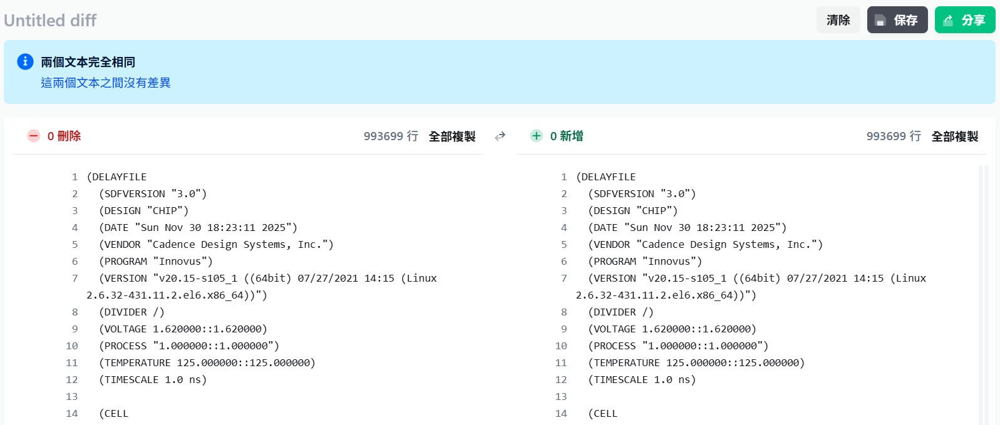 Untitled diff
清除
保存
分享
兩個文本完全相同
這兩個文本之間沒有差異
0 刪除
993699 行 全部複製
0 新增
993699 行 全部複製
1 (DELAYFILE
2 (SDFVERSION "3.0")
3 (DESIGN "CHIP")
4 (DATE "Sun Nov 30 18:23:11 2025")
5 (VENDOR "Cadence Design Systems, Inc.")
6 (PROGRAM "Innovus")
7 (VERSION "v20.15-s105_1 ((64bit) 07/27/2021 14:15 (Linux
2.6.32-431.11.2.el6.x86_64))")
8 (DIVIDER /)
9 (VOLTAGE 1.620000::1.620000)
10 (PROCESS "1.000000::1.000000")
11 (TEMPERATURE 125.000000::125.000000)
12 (TIMESCALE 1.0 ns)
13
14 (CELL
1 (DELAYFILE
2 (SDFVERSION "3.0")
3 (DESIGN "CHIP")
4 (DATE "Sun Nov 30 18:23:11 2025")
5 (VENDOR "Cadence Design Systems, Inc.")
6 (PROGRAM "Innovus")
7 (VERSION "v20.15-s105_1 ((64bit) 07/27/2021 14:15 (Linux
2.6.32-431.11.2.el6.x86_64))")
8 (DIVIDER /)
9 (VOLTAGE 1.620000::1.620000)
10 (PROCESS "1.000000::1.000000")
11 (TEMPERATURE 125.000000::125.000000)
12 (TIMESCALE 1.0 ns)
13
14 (CELL